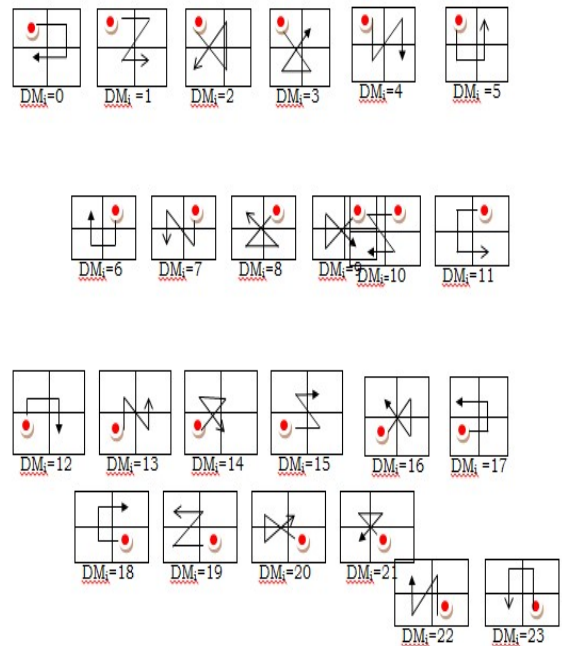 DMi=0 DMi =1 DMi=2 DMi=3 DMi=4 DMi =5
DMi=6 DMi=7 DMi=8 DMi=9 DMi=10 DMi=11
DMi=12 DMi=13 DMi=14 DMi=15 DMi=16 DMi =17
DMi=18 DMi=19 DMi=20 DMi=21
DMi=22 DMi=23